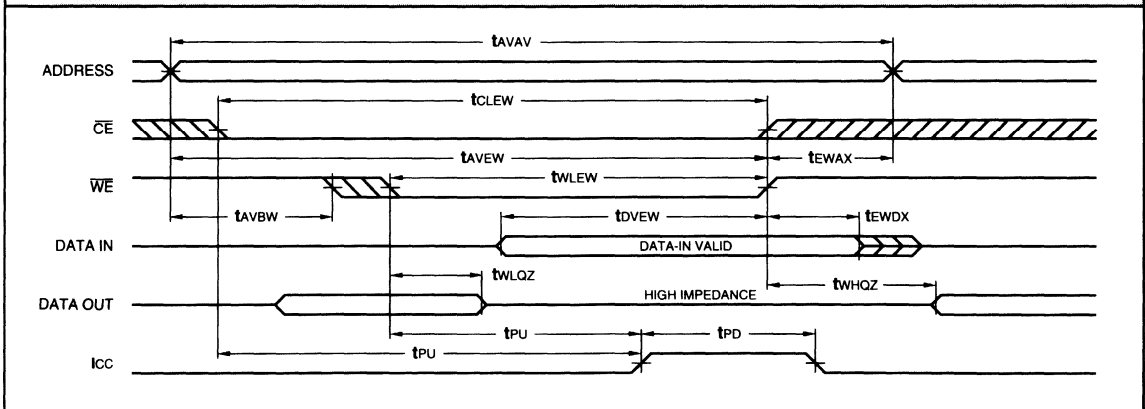 tAVAV
ADDRESS
tCLEW
CE
tAVEW
tEWAX
tWLEW
WE
tAVBW
tDVEW
tEWDX
DATA IN
DATA-IN VALID
tWLQZ
tWHQZ
DATA OUT
HIGH IMPEDANCE
tPU
tPD
tPU
ICC